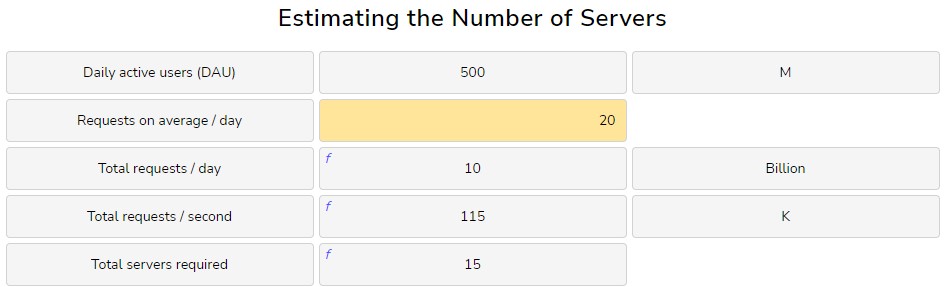 Estimating the Number of Servers
Daily active users (DAU) 500 M
Requests on average / day 20
Total requests / day f 10 Billion
Total requests / second f 115 K
Total servers required f 15